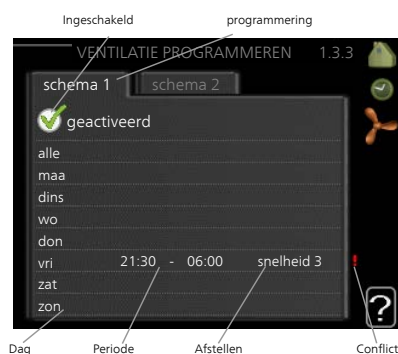 Ingeschakeld programmering
VENTILATIE PROGRAMMEREN 1.3.3
schema 1 schema 2
geactiveerd
alle
maa
dins
wo
don
vri 21:30 - 06:00 snelheid 3 !
zat
zon
?
Dag Periode Afstellen Conflict